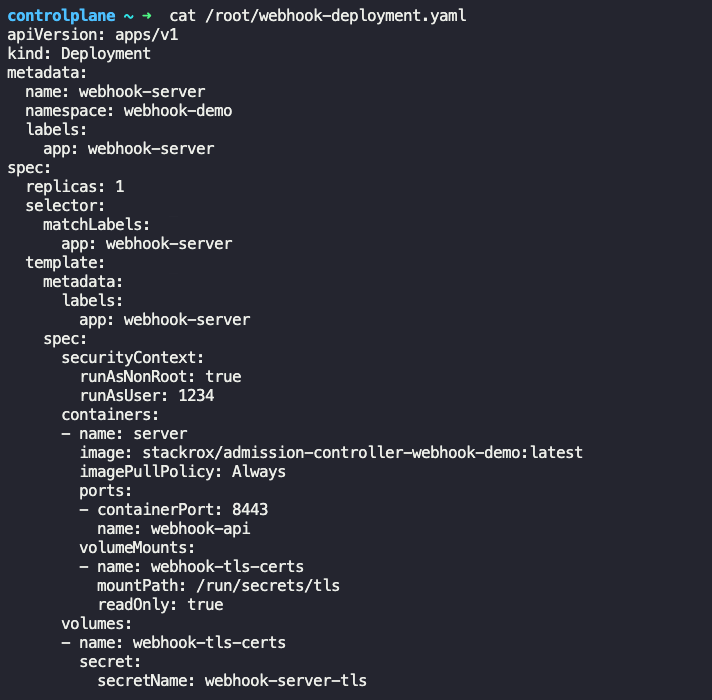 controlplane ~ ➜  cat /root/webhook-deployment.yaml
apiVersion: apps/v1
kind: Deployment
metadata:
  name: webhook-server
  namespace: webhook-demo
  labels:
    app: webhook-server
spec:
  replicas: 1
  selector:
    matchLabels:
      app: webhook-server
  template:
    metadata:
      labels:
        app: webhook-server
    spec:
      securityContext:
        runAsNonRoot: true
        runAsUser: 1234
      containers:
      - name: server
        image: stackrox/admission-controller-webhook-demo:latest
        imagePullPolicy: Always
        ports:
        - containerPort: 8443
          name: webhook-api
        volumeMounts:
        - name: webhook-tls-certs
          mountPath: /run/secrets/tls
          readOnly: true
      volumes:
      - name: webhook-tls-certs
        secret:
          secretName: webhook-server-tls